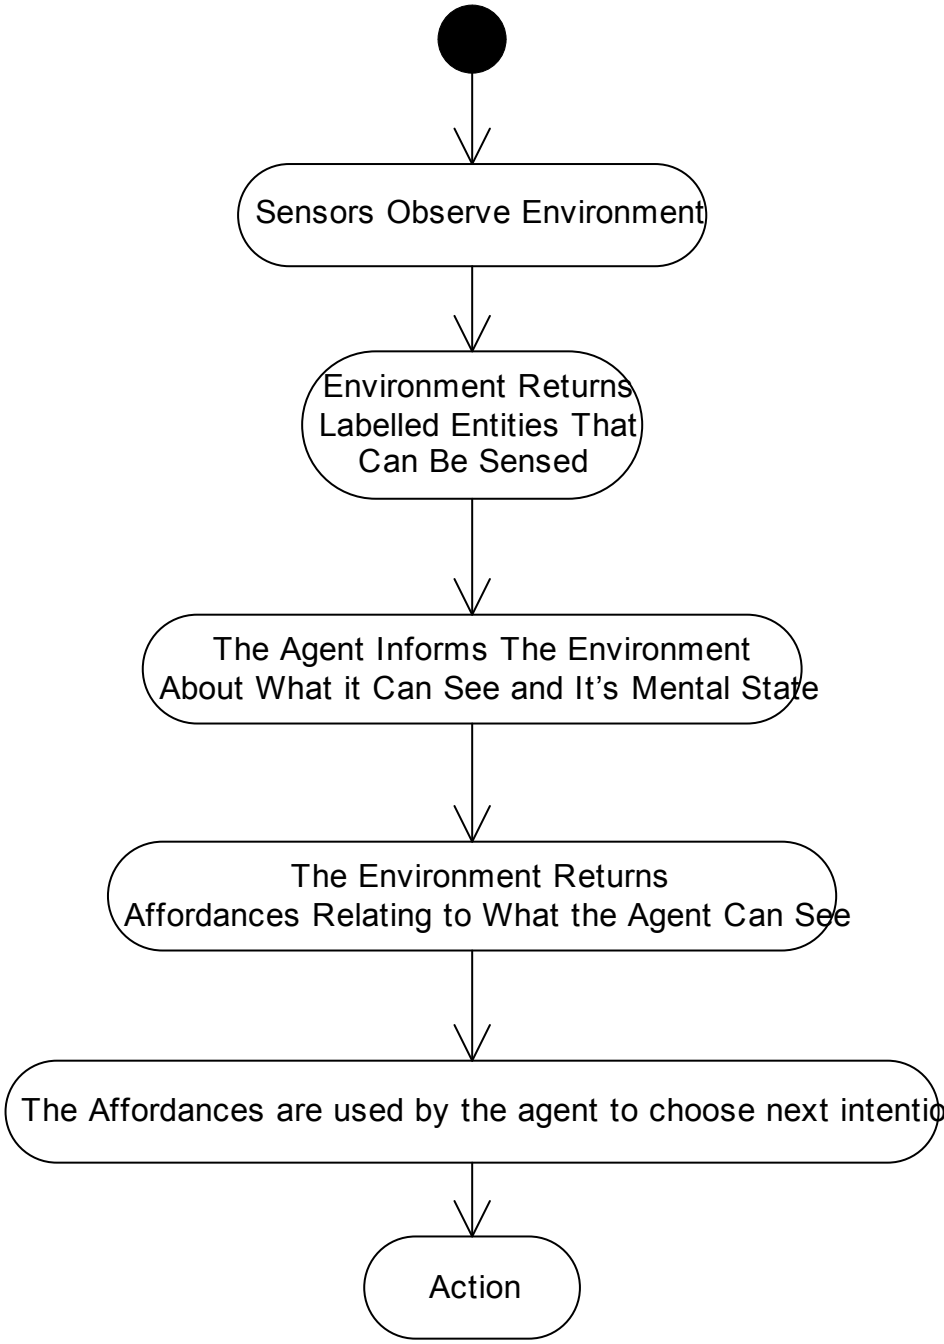 Sensors Observe Environment
Environment Returns
Labelled Entities That
Can Be Sensed
The Agent Informs The Environment
About What it Can See and It’s Mental State
The Environment Returns
Affordances Relating to What the Agent Can See
The Affordances are used by the agent to choose next intentio
Action